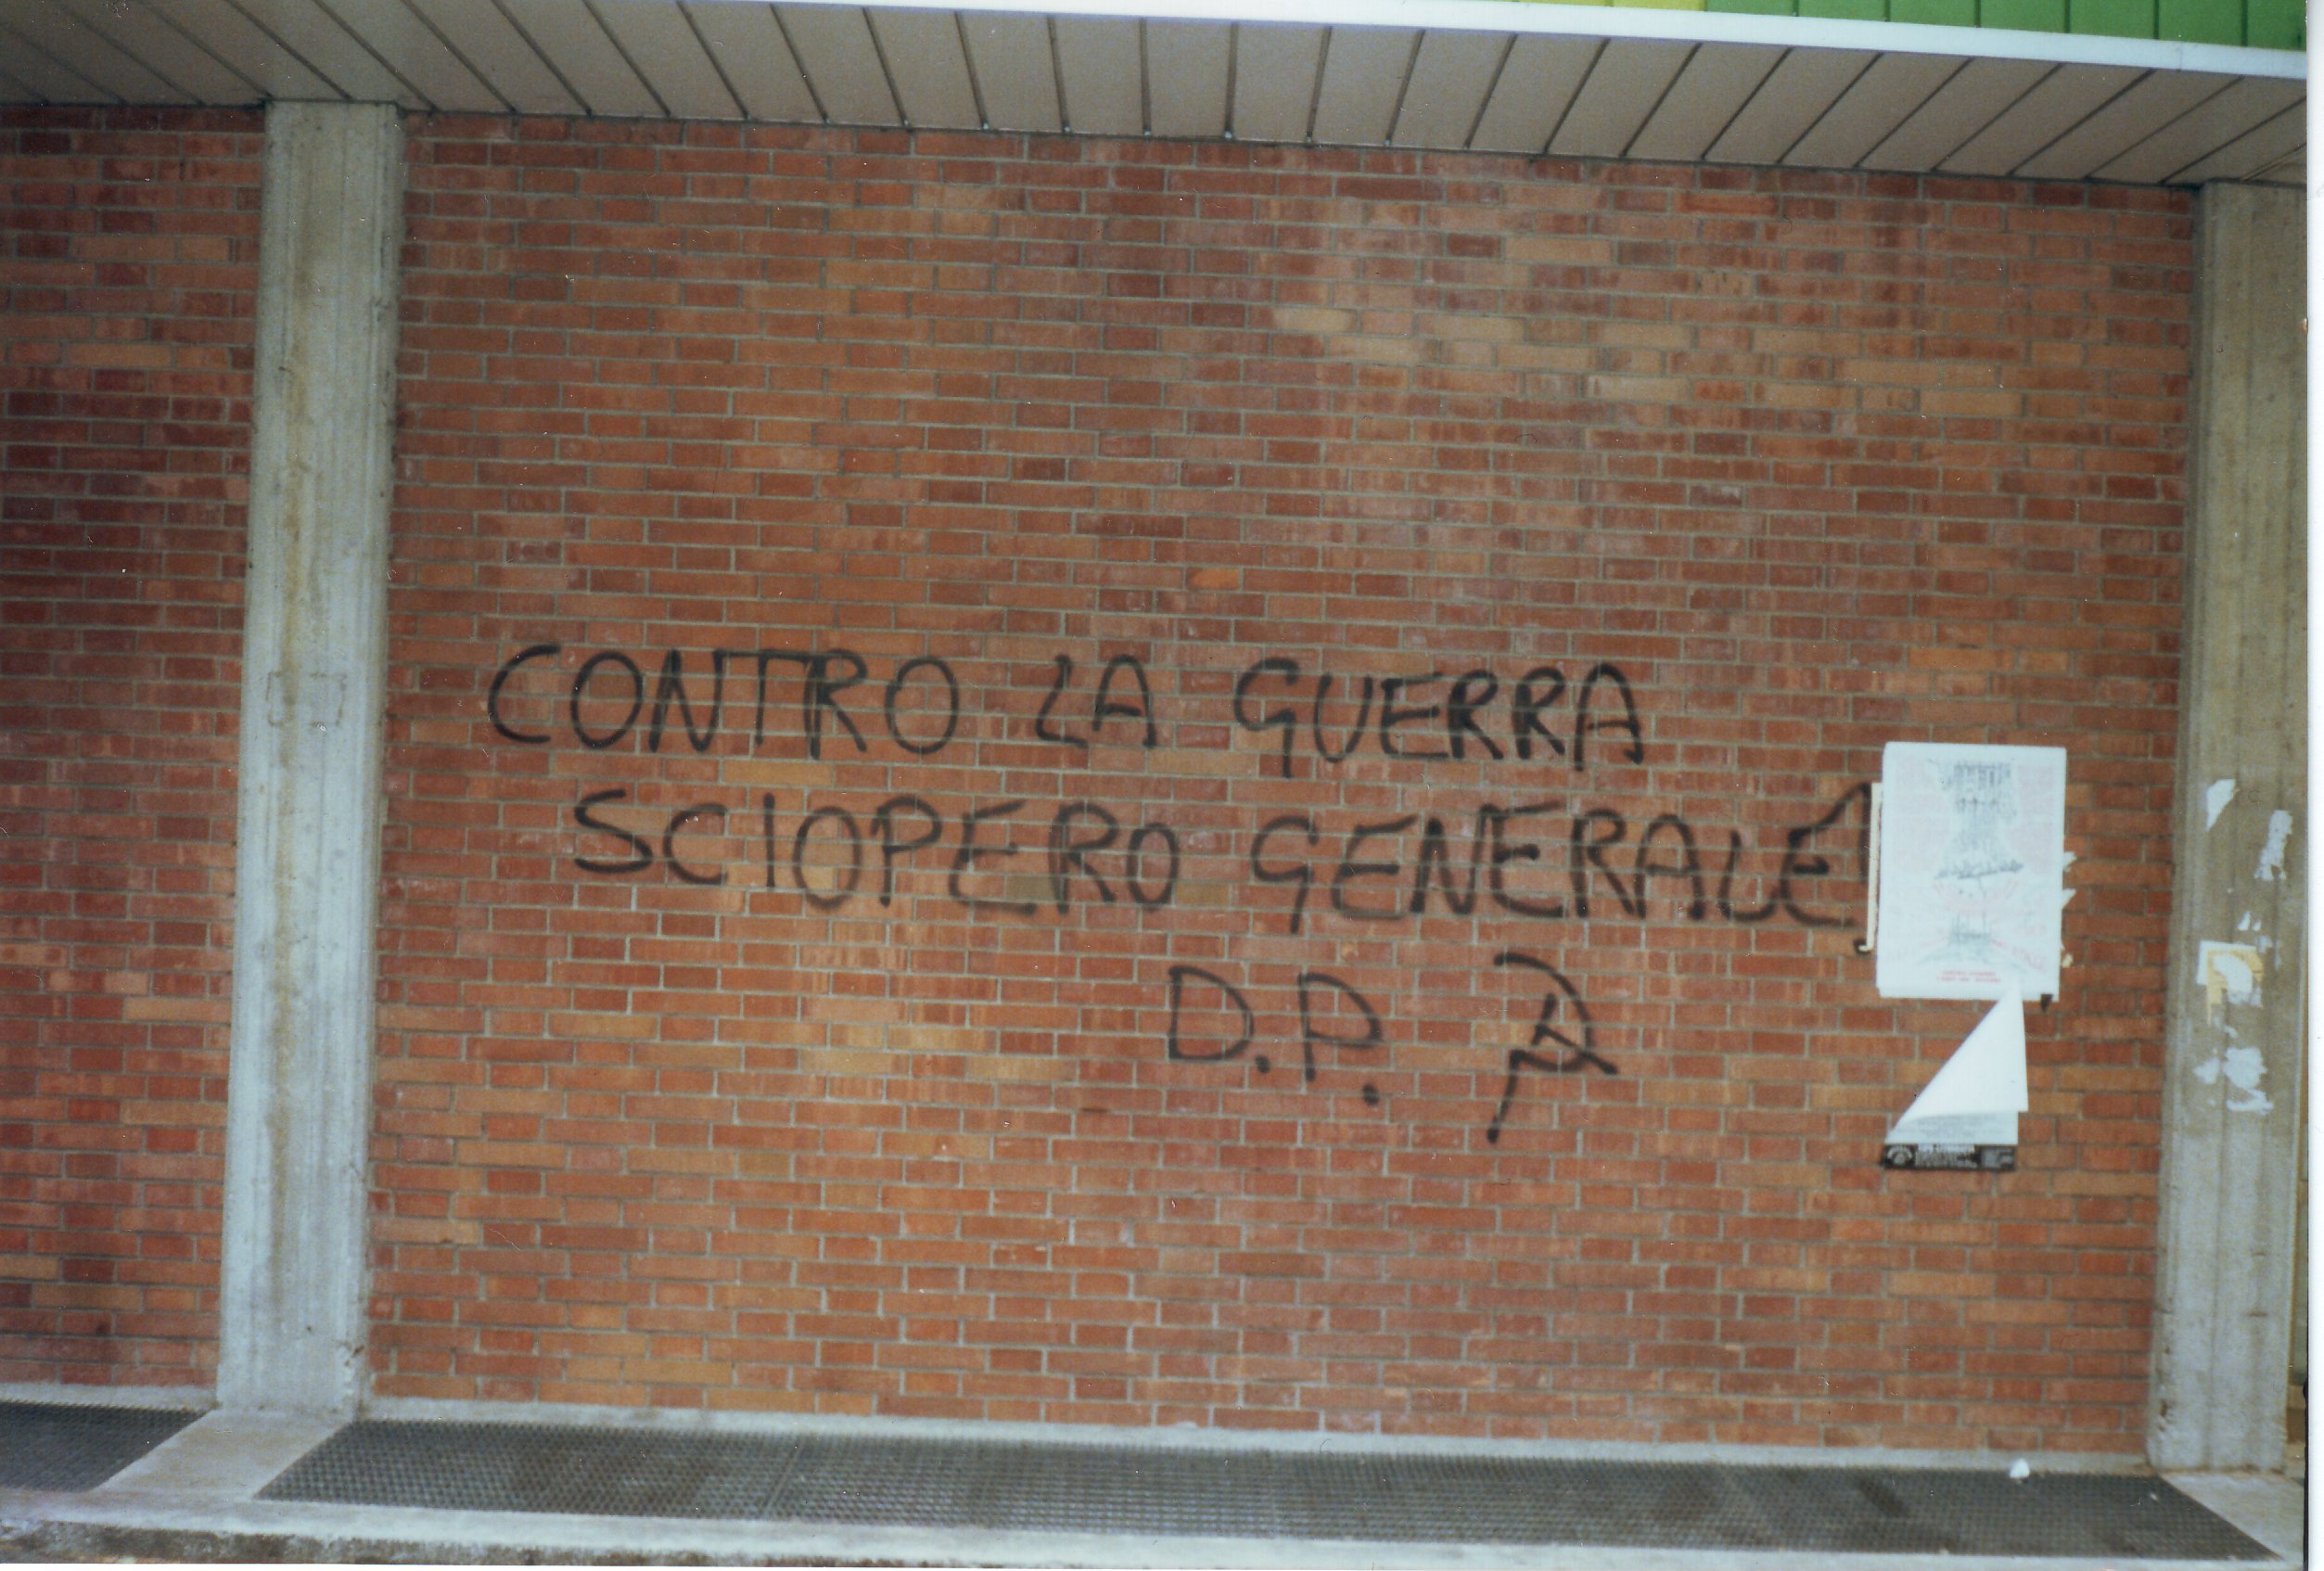 CONTRO LA GUERRA
SCIOPERO GENERALE!
D.P.